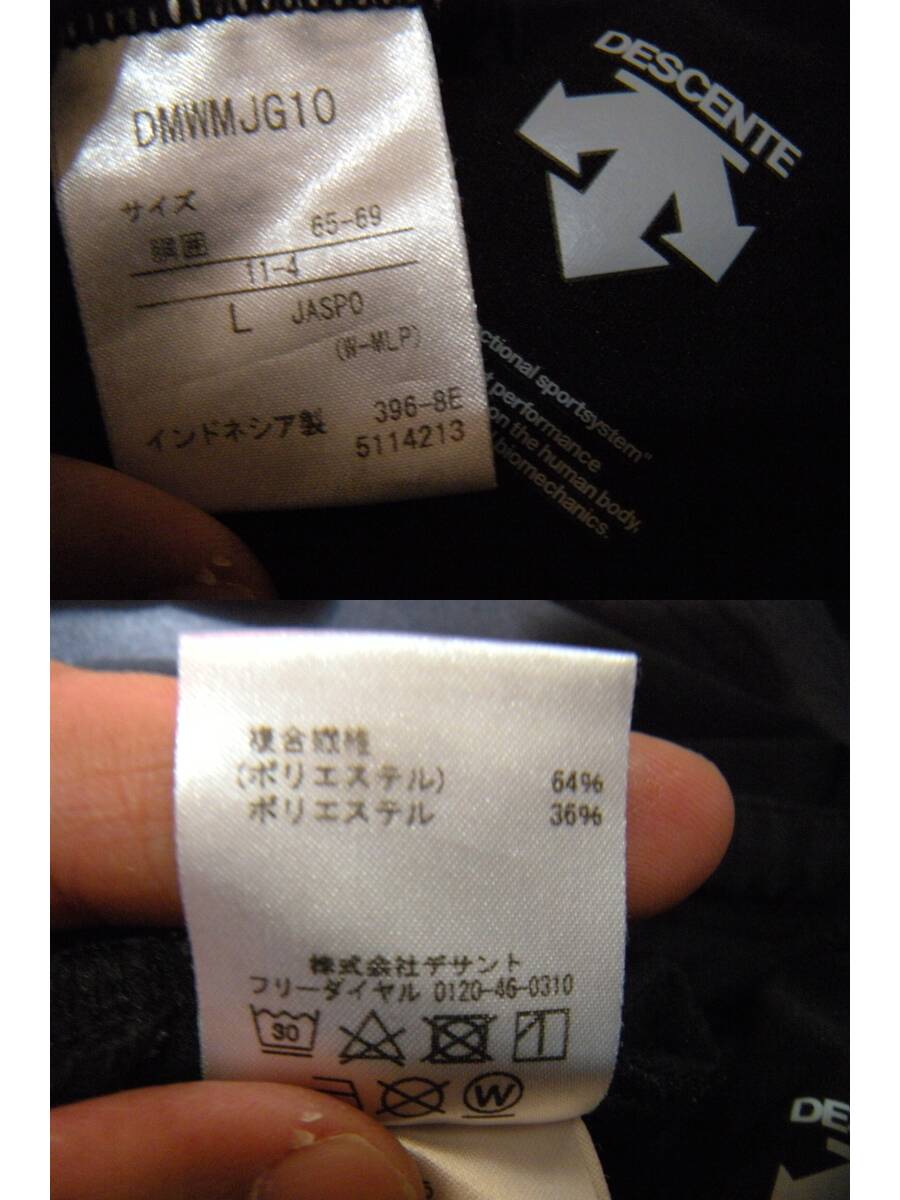 DMWMJG10
サイズ
胴囲 65-69
11-4
L JASPO
(W-MLP)
インドネシア製 396-8E
5114213
DESCENTE
sportsystem"
performance
on the human body,
biomechanics.
複合繊維
(ポリエステル) 64%
ポリエステル 36%
株式会社デサント
フリーダイヤル 0120-46-0310
30
W
DE